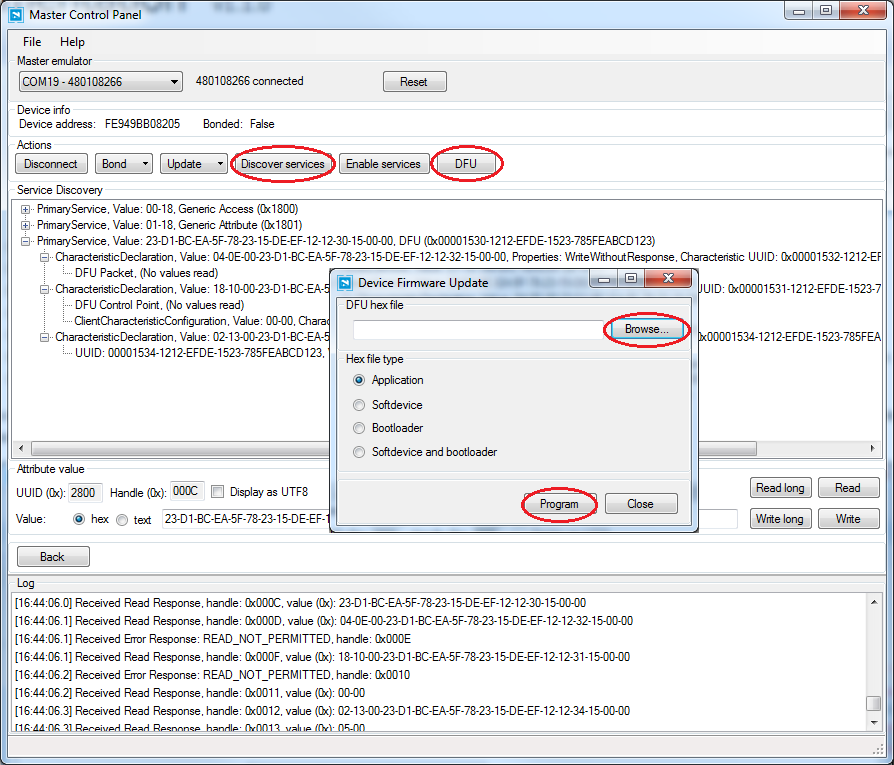 Master Control Panel
File Help
Master emulator
COM19 - 480108266 480108266 connected Reset
Device info
Device address: FE949BB08205 Bonded: False
Actions
Disconnect Bond Update Discover services Enable services DFU
Service Discovery
PrimaryService, Value: 00-18, Generic Access (0x1800)
PrimaryService, Value: 01-18, Generic Attribute (0x1801)
PrimaryService, Value: 23-D1-BC-EA-5F-78-23-15-DE-EF-12-12-30-15-00-00, DFU (0x00001530-1212-EFDE-1523-785FEABCD123)
CharacteristicDeclaration, Value: 04-0E-00-23-D1-BC-EA-5F-78-23-15-DE-EF-12-12-32-15-00-00, Properties: WriteWithoutResponse, Characteristic UUID: 0x00001532-1212-EF
DFU Packet, (No values read)
CharacteristicDeclaration, Value: 18-10-00-23-D1-BC-EA-5 UUID: 0x00001531-1212-EFDE-1523-7
DFU Control Point, (No values read)
ClientCharacteristicConfiguration, Value: 00-00, Charac
CharacteristicDeclaration, Value: 02-13-00-23-D1-BC-EA-5 x00001534-1212-EFDE-1523-785FEA
UUID: 00001534-1212-EFDE-1523-785FEABCD123,
Device Firmware Update
DFU hex file
Browse...
Hex file type
Application
Softdevice
Bootloader
Softdevice and bootloader
Program Close
Attribute value
UUID (0x): 2800 Handle (0x): 000C Display as UTF8 Read long Read
Value: hex text 23-D1-BC-EA-5F-78-23-15-DE-EF-1 Write long Write
Back
Log
[16:44:06.0] Received Read Response, handle: 0x000C, value (0x): 23-D1-BC-EA-5F-78-23-15-DE-EF-12-12-30-15-00-00
[16:44:06.1] Received Read Response, handle: 0x000D, value (0x): 04-0E-00-23-D1-BC-EA-5F-78-23-15-DE-EF-12-12-32-15-00-00
[16:44:06.1] Received Error Response: READ_NOT_PERMITTED, handle: 0x000E
[16:44:06.1] Received Read Response, handle: 0x000F, value (0x): 18-10-00-23-D1-BC-EA-5F-78-23-15-DE-EF-12-12-31-15-00-00
[16:44:06.2] Received Error Response: READ_NOT_PERMITTED, handle: 0x0010
[16:44:06.2] Received Read Response, handle: 0x0011, value (0x): 00-00
[16:44:06.3] Received Read Response, handle: 0x0012, value (0x): 02-13-00-23-D1-BC-EA-5F-78-23-15-DE-EF-12-12-34-15-00-00
[16:44:06.3] Received Read Response, handle: 0x0013, value (0x): 05-00